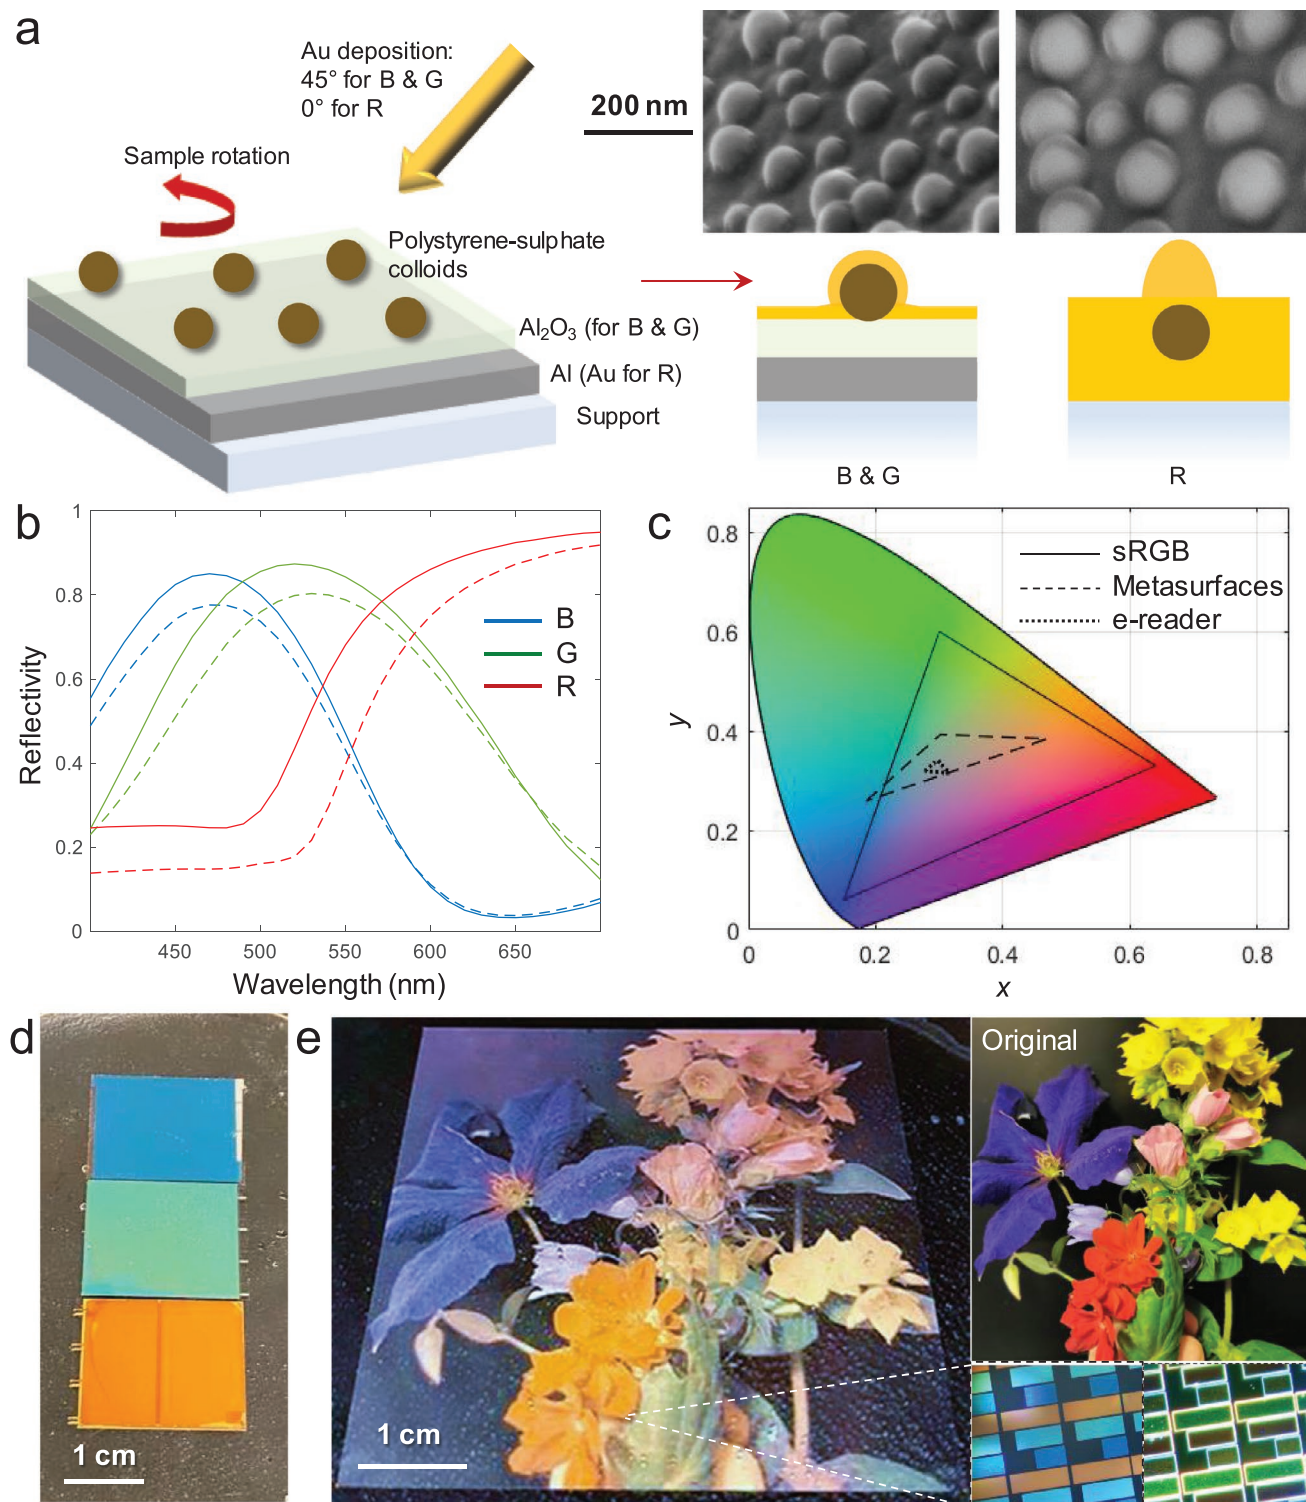 a
Au deposition:
45° for B & G
0° for R
200 nm
Sample rotation
Polystyrene-sulphate
colloids
Al₂O₃ (for B & G)
Al (Au for R)
Support
B & G
R
b
1
0.8
0.6
0.4
0.2
0
Reflectivity
B
G
R
450
500
550
600
650
Wavelength (nm)
c
0.8
0.6
0.4
0.2
0
y
sRGB
Metasurfaces
e-reader
0
0.2
0.4
0.6
0.8
x
d
1 cm
e
Original
1 cm